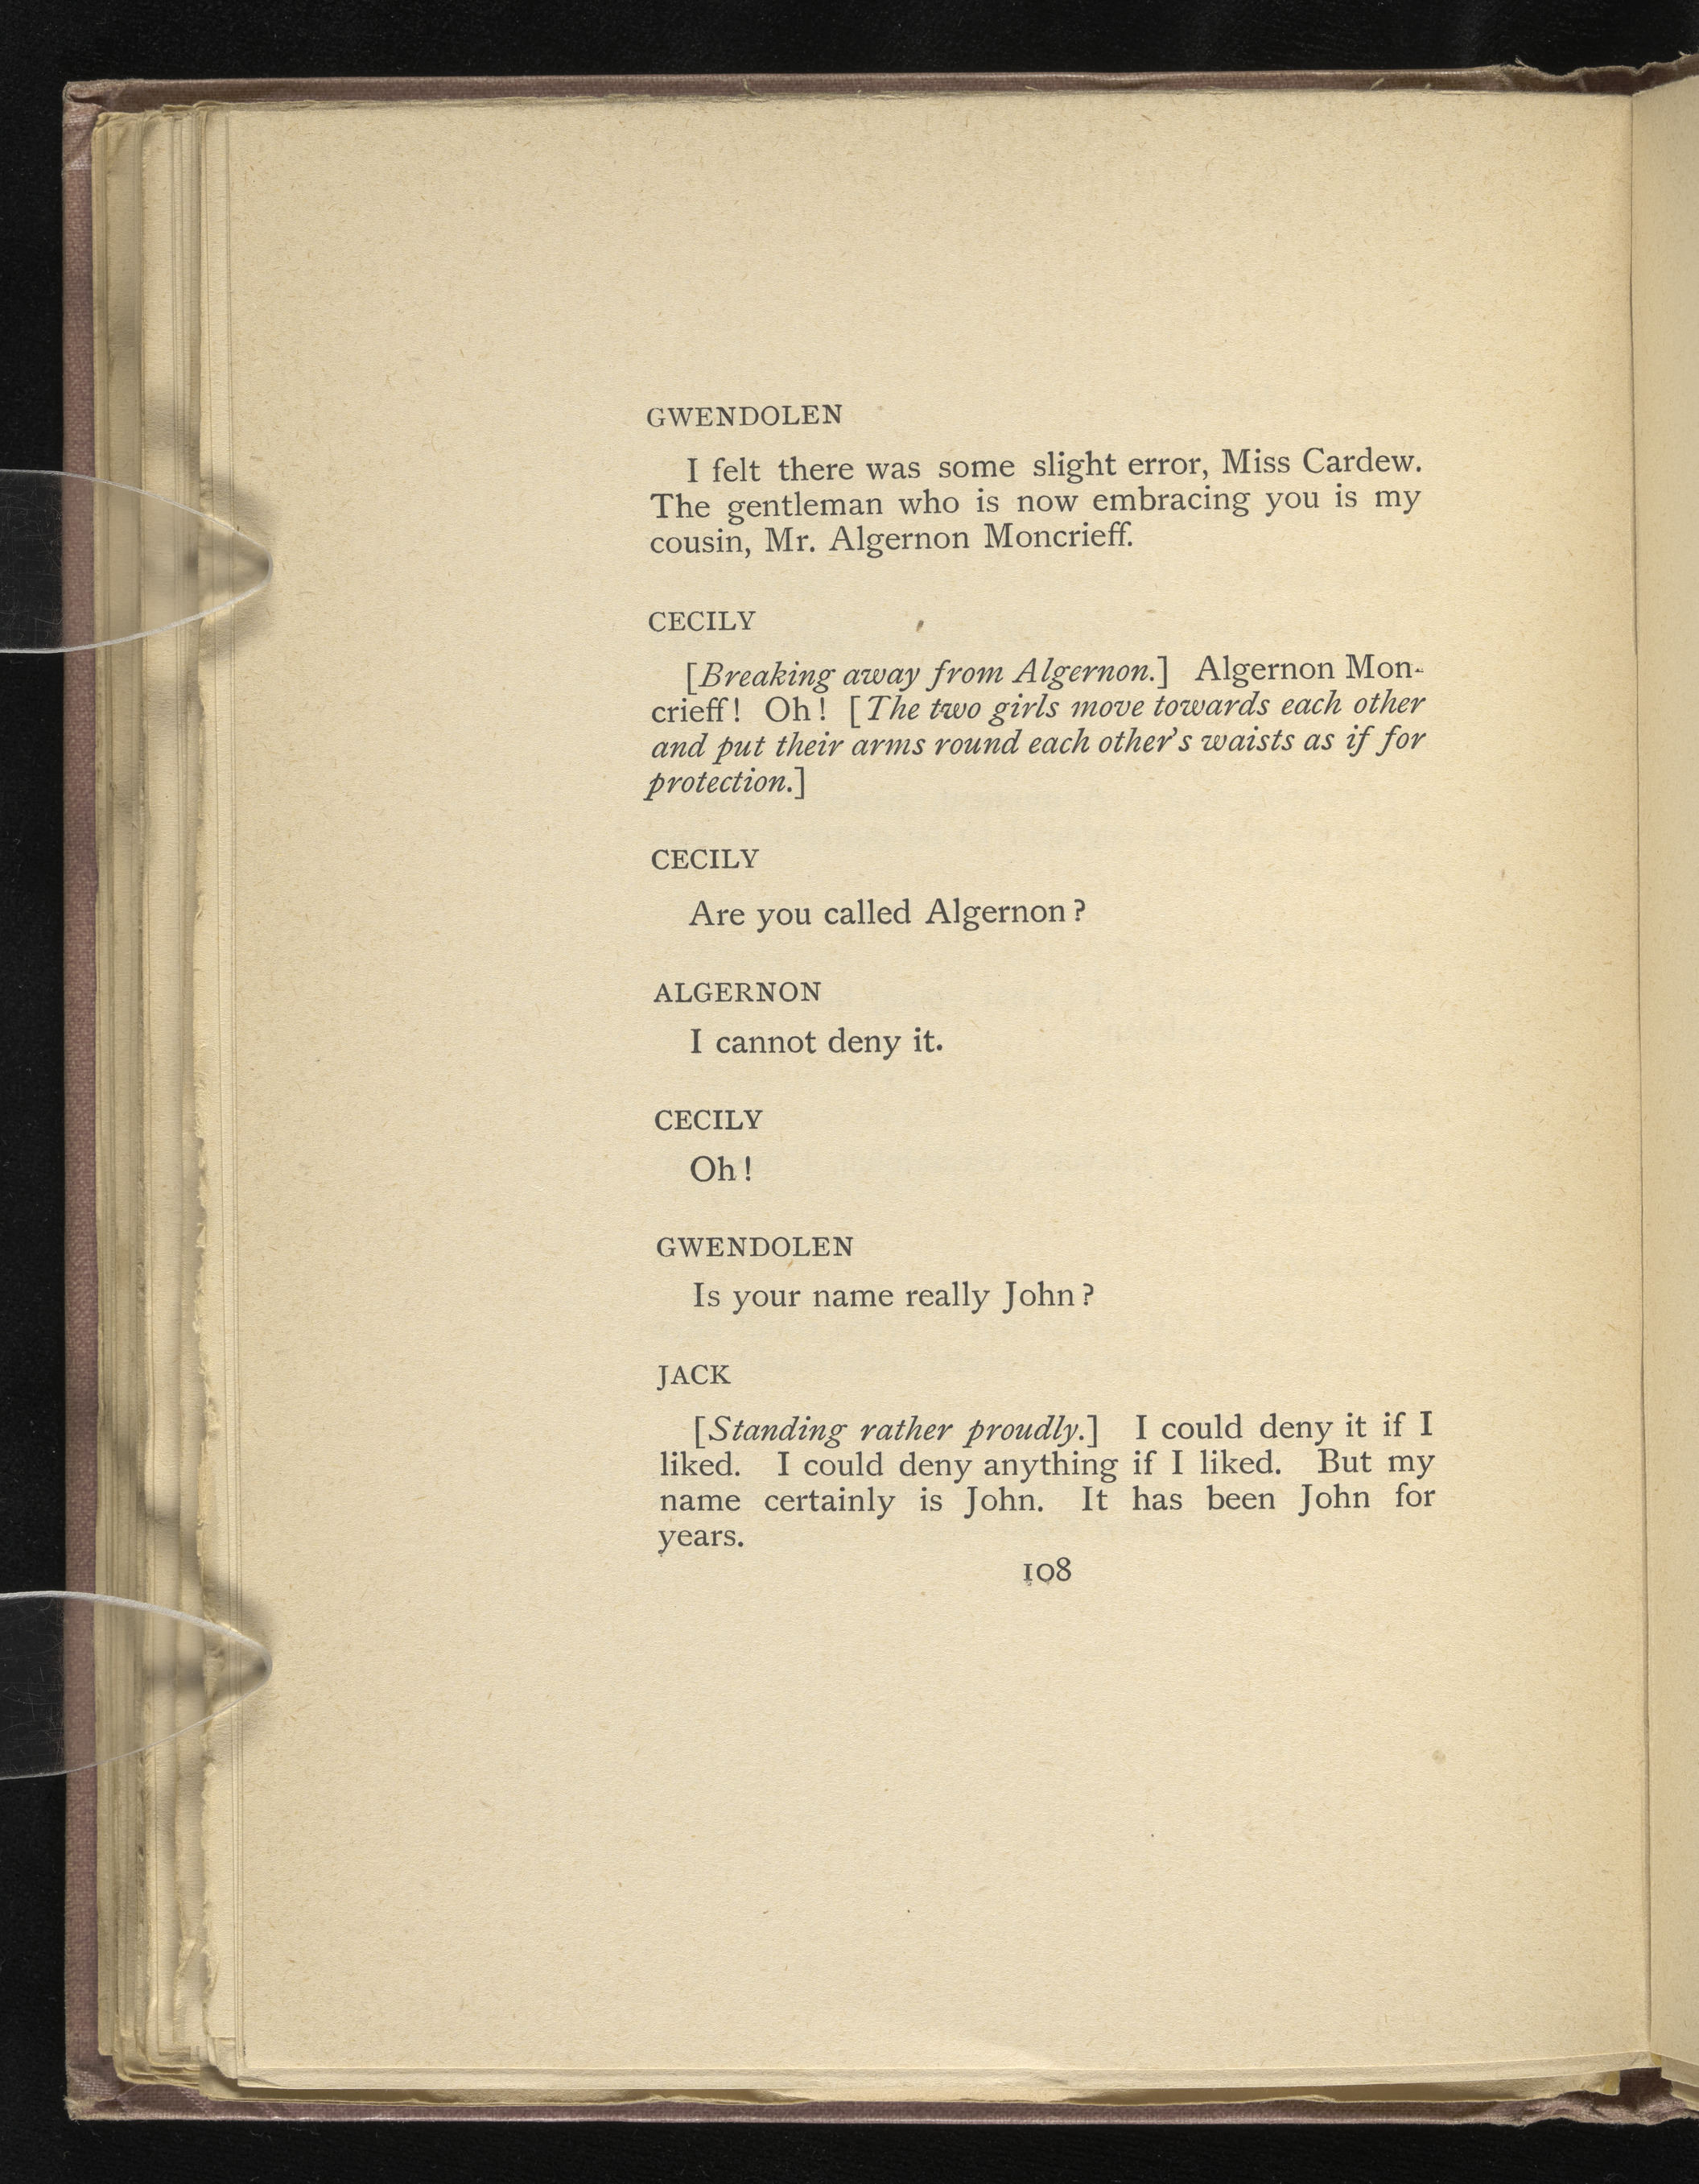 GWENDOLEN
I felt there was some slight error, Miss Cardew.
The gentleman who is now embracing you is my
cousin, Mr. Algernon Moncrieff.
CECILY
[Breaking away from Algernon.] Algernon Mon-
crieff! Oh! [The two girls move towards each other
and put their arms round each other's waists as if for
protection.]
CECILY
Are you called Algernon?
ALGERNON
I cannot deny it.
CECILY
Oh!
GWENDOLEN
Is your name really John?
JACK
[Standing rather proudly.] I could deny it if I
liked. I could deny anything if I liked. But my
name certainly is John. It has been John for
years.
108